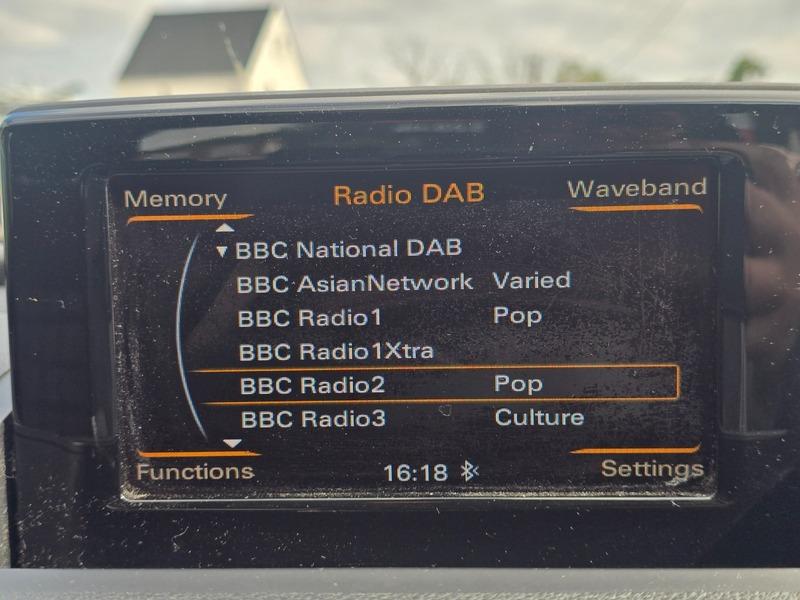 Memory Radio DAB Waveband
BBC National DAB
BBC AsianNetwork Varied
BBC Radio1 Pop
BBC Radio1Xtra
BBC Radio2 Pop
BBC Radio3 Culture
Functions 16:18 Settings